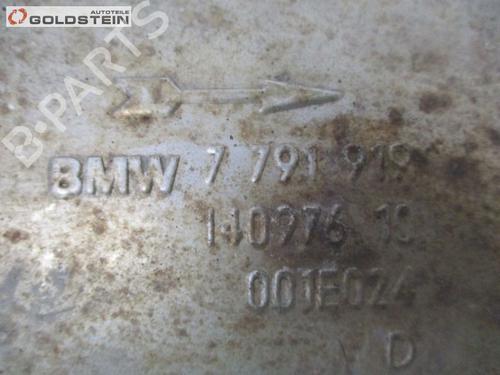 AUTOTEILE
GOLDSTEIN
B-PARTS
BMW 7 791 919
140976 10
001E024
D